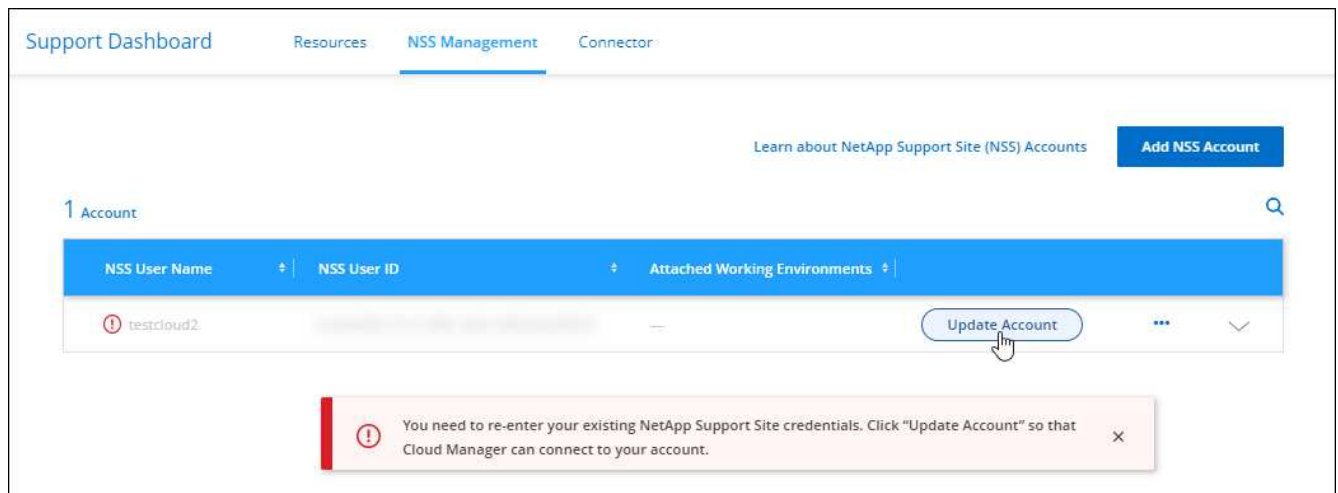 Support Dashboard Resources NSS Management Connector
Learn about NetApp Support Site (NSS) Accounts Add NSS Account
1 Account
NSS User Name NSS User ID Attached Working Environments
testcloud2 — Update Account
You need to re-enter your existing NetApp Support Site credentials. Click “Update Account” so that
Cloud Manager can connect to your account.